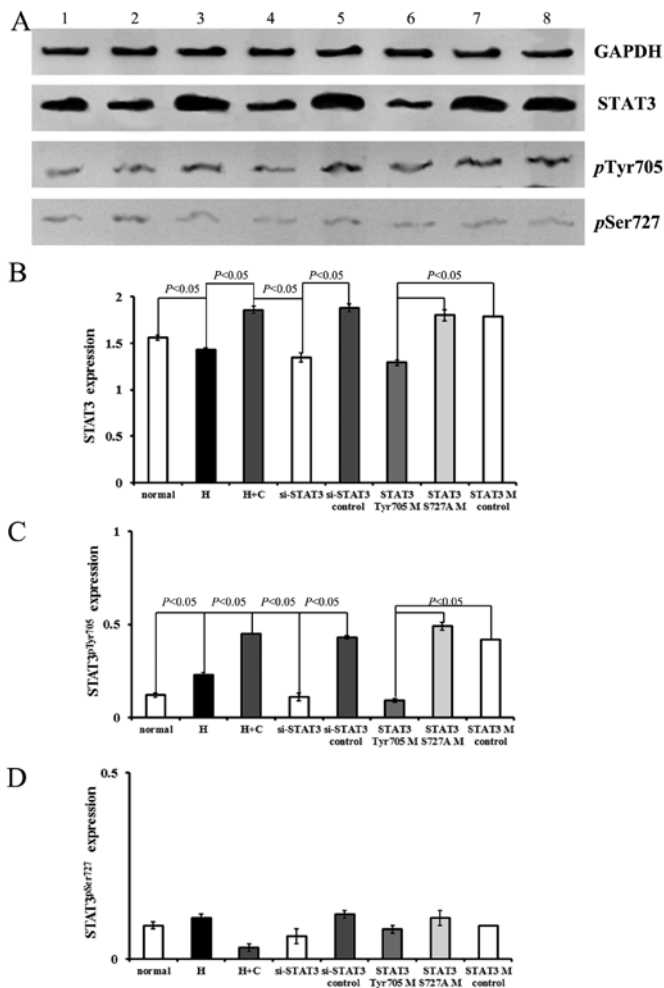 A
1 2 3 4 5 6 7 8
GAPDH
STAT3
pTyr705
pSer727
B
P<0.05 P<0.05 P<0.05 P<0.05 P<0.05
STAT3 expression
2
1.5
1
0.5
0
normal H H+C si-STAT3 si-STAT3 control STAT3 Tyr705 M STAT3 S727A M STAT3 M control
C
STAT3pTyr705 expression
1
0.5
0
P<0.05 P<0.05 P<0.05 P<0.05 P<0.05
normal H H+C si-STAT3 si-STAT3 control STAT3 Tyr705 M STAT3 S727A M STAT3 M control
D
STAT3pSer727 expression
0.5
0
normal H H+C si-STAT3 si-STAT3 control STAT3 Tyr705 M STAT3 S727A M STAT3 M control